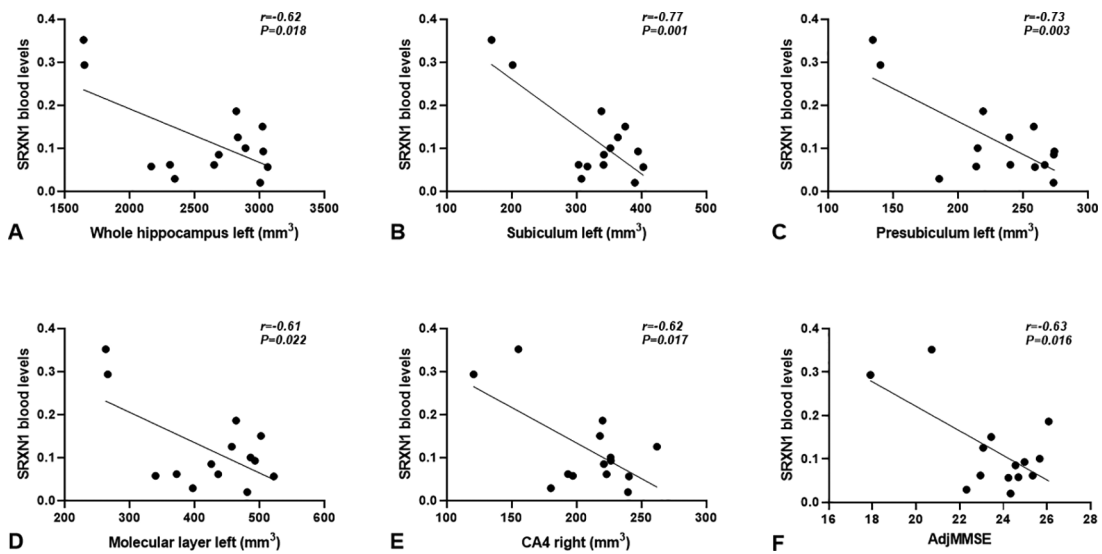 r=-0.62
P=0.018
0.4
0.3
0.2
0.1
0.0
SRXN1 blood levels
1500 2000 2500 3000 3500
A Whole hippocampus left (mm³)
r=-0.77
P=0.001
0.4
0.3
0.2
0.1
0.0
SRXN1 blood levels
100 200 300 400 500
B Subiculum left (mm³)
r=-0.73
P=0.003
0.4
0.3
0.2
0.1
0.0
SRXN1 blood levels
100 150 200 250 300
C Presubiculum left (mm³)
r=-0.61
P=0.022
0.4
0.3
0.2
0.1
0.0
SRXN1 blood levels
200 300 400 500 600
D Molecular layer left (mm³)
r=-0.62
P=0.017
0.4
0.3
0.2
0.1
0.0
SRXN1 blood levels
100 150 200 250 300
E CA4 right (mm³)
r=-0.63
P=0.016
0.4
0.3
0.2
0.1
0.0
SRXN1 blood levels
16 18 20 22 24 26 28
F AdjMMSE